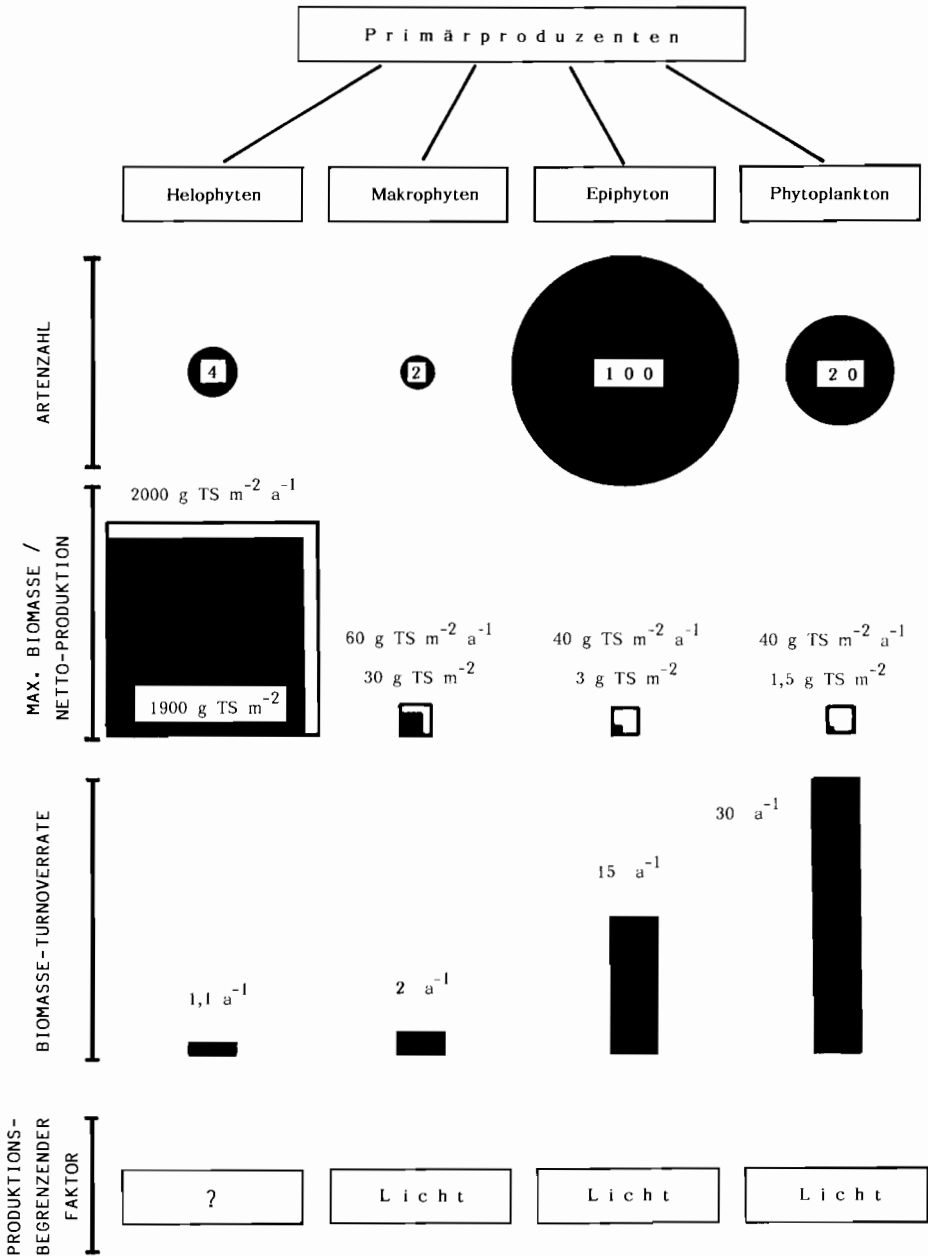 Primärproduzenten
Helophyten Makrophyten Epiphyton Phytoplankton
ARTENZAHL
4 2 100 20
MAX. BIOMASSE /
NETTO-PRODUKTION
2000 g TS m⁻² a⁻¹
1900 g TS m⁻²
60 g TS m⁻² a⁻¹
30 g TS m⁻²
40 g TS m⁻² a⁻¹
3 g TS m⁻²
40 g TS m⁻² a⁻¹
1,5 g TS m⁻²
BIOMASSE-TURNOVERRATE
1,1 a⁻¹
2 a⁻¹
15 a⁻¹
30 a⁻¹
PRODUKTIONS-
BEGRENZENDER
FAKTOR
? Licht Licht Licht